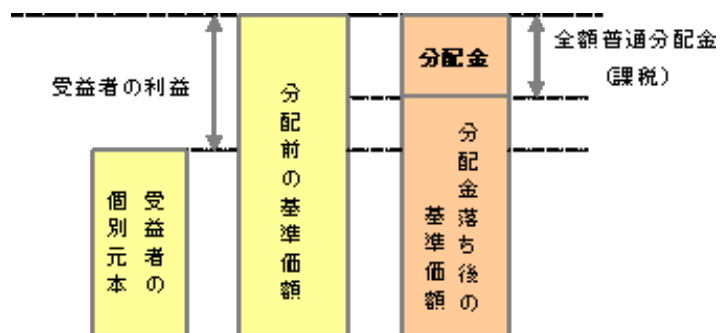 受益者の利益
受益者の
個別元本
分配前の基準価額
分配金
分配金落ち後の
基準価額
全額普通分配金
(課税)